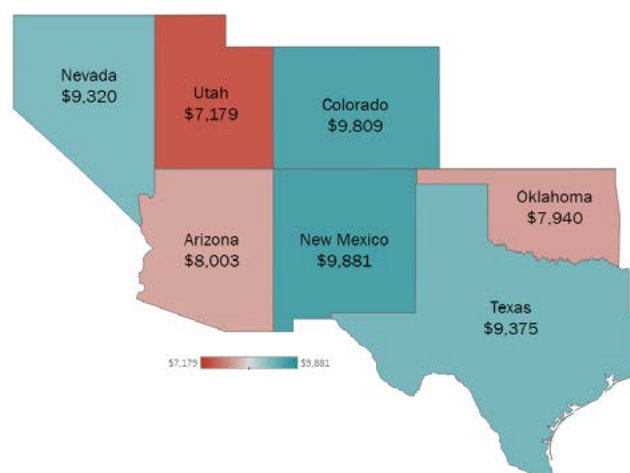 Nevada
$9,320
Utah
$7,179
Colorado
$9,809
Arizona
$8,003
New Mexico
$9,881
Oklahoma
$7,940
Texas
$9,375
$7,179
$9,881